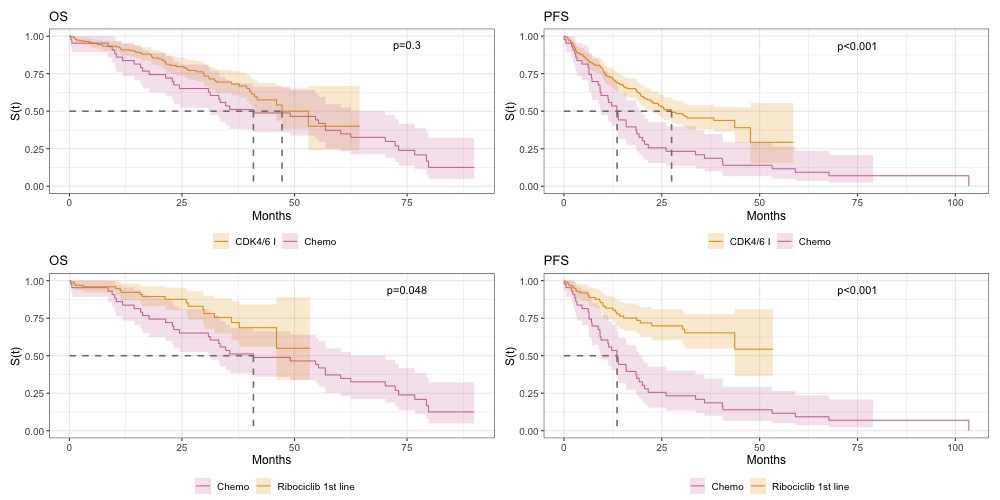 OS
PFS
1.00
0.75
0.50
0.25
0.00
S(t)
p=0.3
0
25
50
75
Months
CDK4/6 I
Chemo
1.00
0.75
0.50
0.25
0.00
S(t)
p<0.001
0
25
50
75
100
Months
CDK4/6 I
Chemo
OS
PFS
1.00
0.75
0.50
0.25
0.00
S(t)
p=0.048
0
25
50
75
Months
Chemo
Ribociclib 1st line
1.00
0.75
0.50
0.25
0.00
S(t)
p<0.001
0
25
50
75
100
Months
Chemo
Ribociclib 1st line